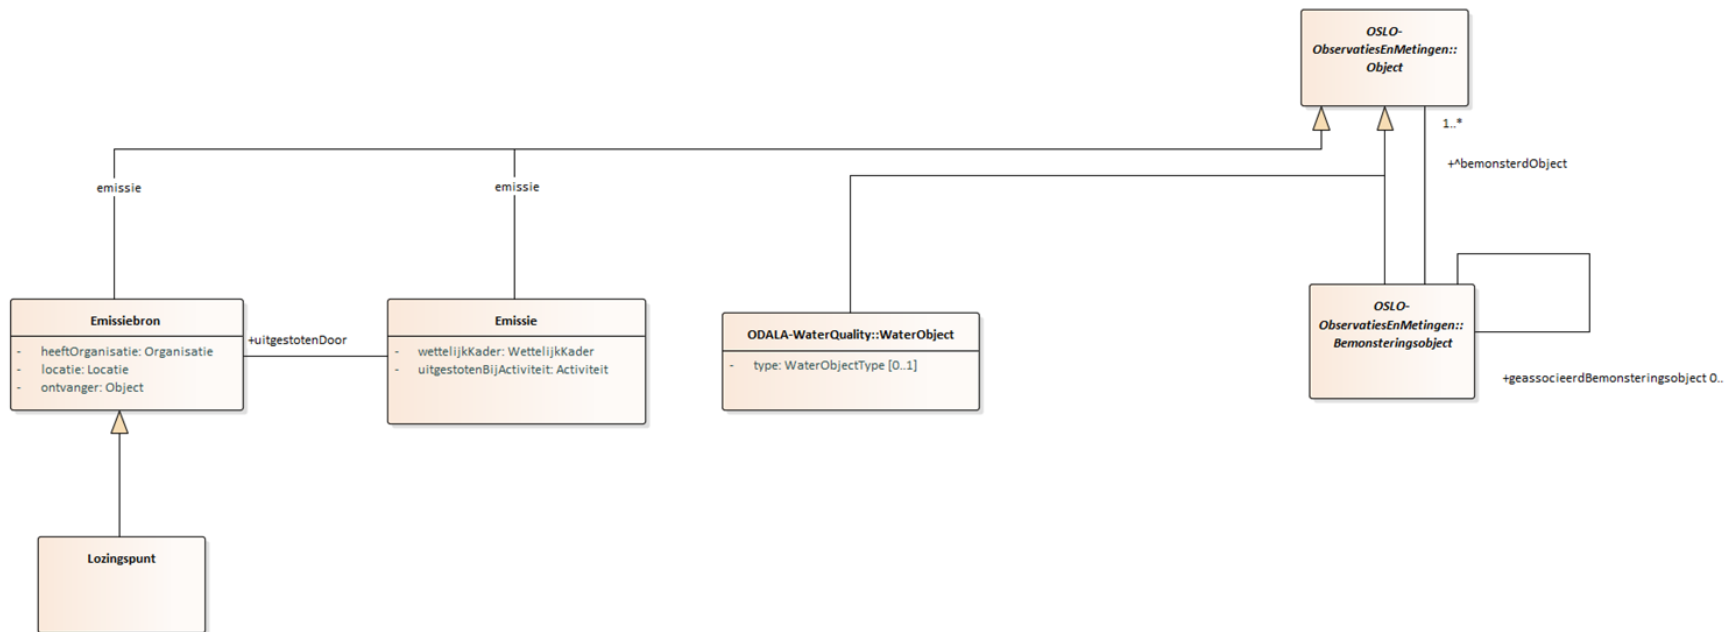 OSLO-
ObservatiesEnMetingen::
Object
1..*
+^bemonsterdObject
emissie
emissie
Emissiebron
- heeftOrganisatie: Organisatie
- locatie: Locatie
- ontvanger: Object
+uitgestotenDoor
Emissie
- wettelijkKader: WettelijkKader
- uitgestotenBijActiviteit: Activiteit
ODALA-WaterQuality::WaterObject
- type: WaterObjectType [0..1]
OSLO-
ObservatiesEnMetingen::
Bemonsteringsobject
+geassocieerdBemonsteringsobject 0..
Lozingspunt